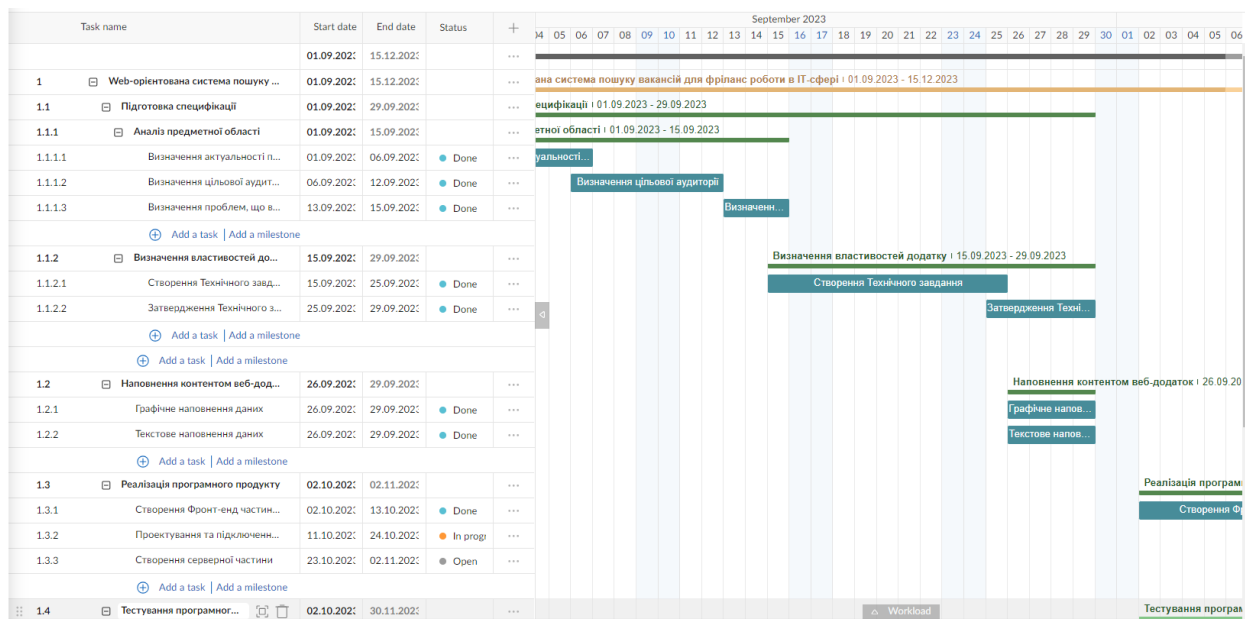 Task name Start date End date Status
September 2023
04 05 06 07 08 09 10 11 12 13 14 15 16 17 18 19 20 21 22 23 24 25 26 27 28 29 30 01 02 03 04 05 06
01.09.2023 15.12.2023
1 Web-орієнтована система пошуку ... 01.09.2023 15.12.2023
ана система пошуку вакансій для фріланс роботи в ІТ-сфері 01.09.2023 - 15.12.2023
1.1 Підготовка специфікації 01.09.2023 29.09.2023
ецифікації 01.09.2023 - 29.09.2023
1.1.1 Аналіз предметної області 01.09.2023 15.09.2023
етної області 01.09.2023 - 15.09.2023
1.1.1.1 Визначення актуальності п... 01.09.2023 06.09.2023 Done
уальності...
1.1.1.2 Визначення цільової аудит... 06.09.2023 12.09.2023 Done
Визначення цільової аудиторії
1.1.1.3 Визначення проблем, що в... 13.09.2023 15.09.2023 Done
Визначенн...
Add a task | Add a milestone
1.1.2 Визначення властивостей до... 15.09.2023 29.09.2023
Визначення властивостей додатку 15.09.2023 - 29.09.2023
1.1.2.1 Створення Технічного завд... 15.09.2023 25.09.2023 Done
Створення Технічного завдання
1.1.2.2 Затвердження Технічного з... 25.09.2023 29.09.2023 Done
Затвердження Техні...
Add a task | Add a milestone
Add a task | Add a milestone
1.2 Наповнення контентом веб-дод... 26.09.2023 29.09.2023
Наповнення контентом веб-додаток 26.09.20
1.2.1 Графічне наповнення даних 26.09.2023 29.09.2023 Done
Графічне напов...
1.2.2 Текстове наповнення даних 26.09.2023 29.09.2023 Done
Текстове напов...
Add a task | Add a milestone
1.3 Реалізація програмного продукту 02.10.2023 02.11.2023
Реалізація програм
1.3.1 Створення Фронт-енд частин... 02.10.2023 13.10.2023 Done
Створення Фр
1.3.2 Проектування та підключенн... 11.10.2023 24.10.2023 In progr
1.3.3 Створення серверної частини 23.10.2023 02.11.2023 Open
Add a task | Add a milestone
1.4 Тестування програмног... 02.10.2023 30.11.2023
Workload
Тестування програм